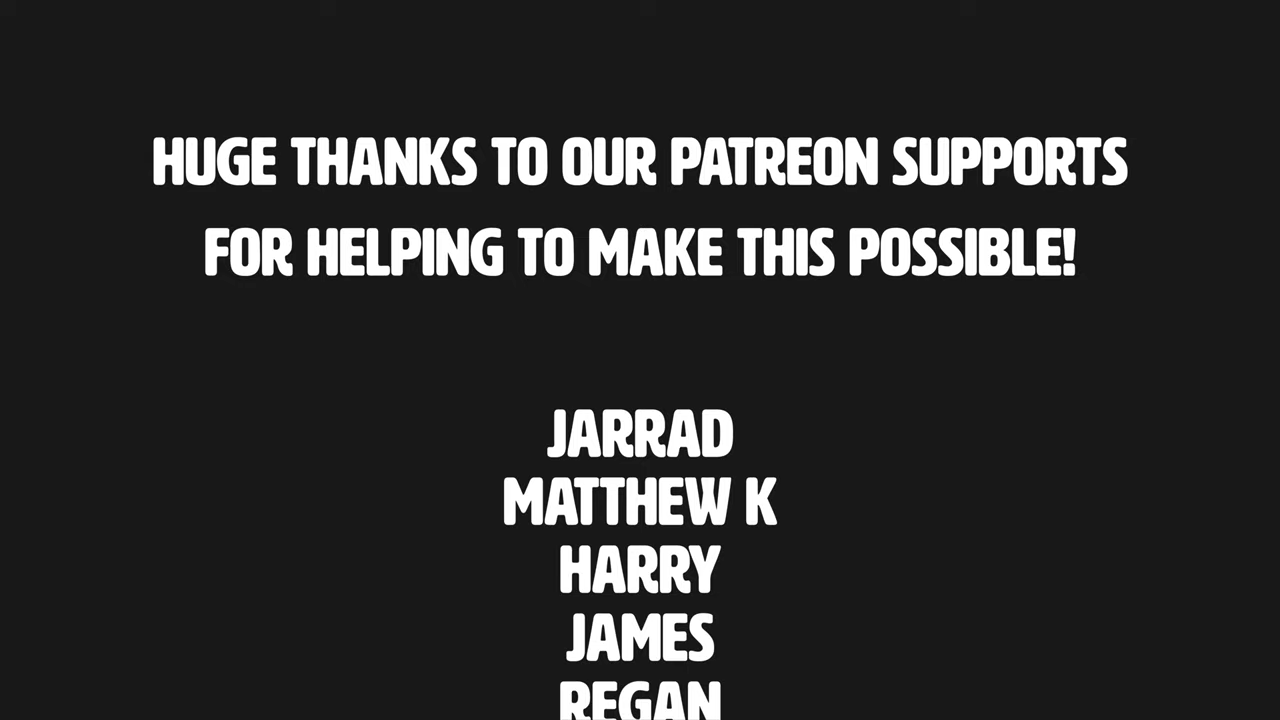 HUGE THANKS TO OUR PATREON SUPPORTS
FOR HELPING TO MAKE THIS POSSIBLE!
JARRAD
MATTHEW K
HARRY
JAMES
REGAN